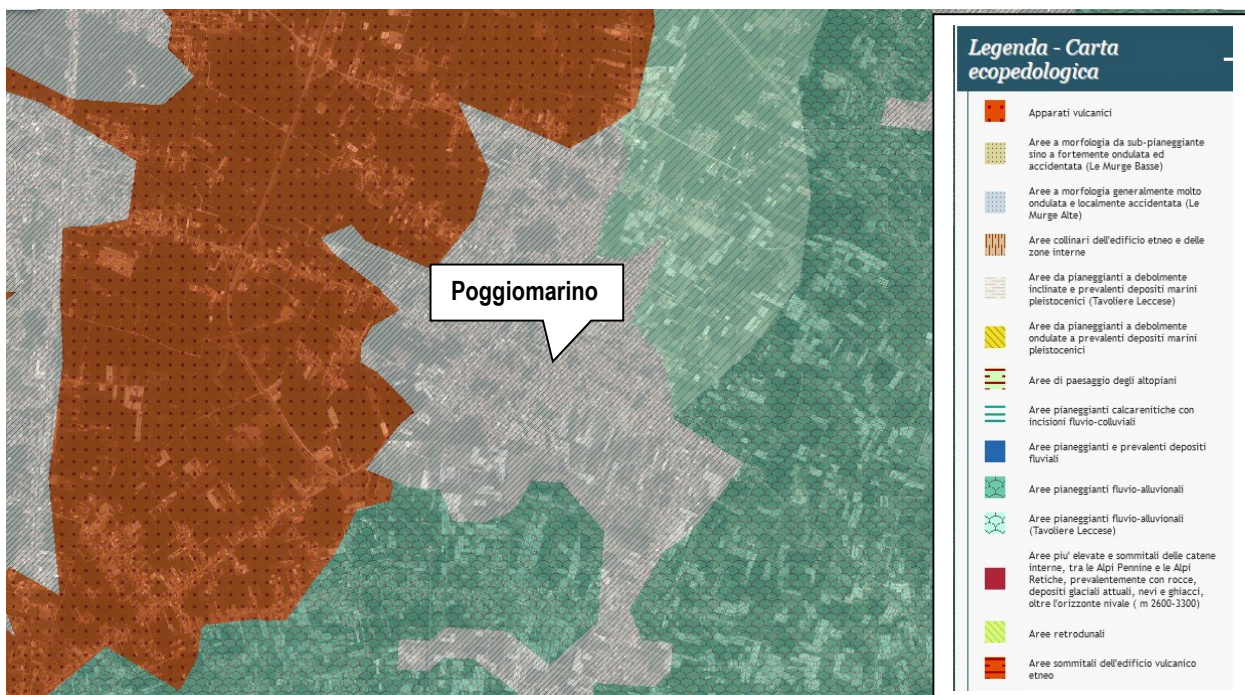 Poggiomarino
Legenda - Carta
ecopedologica
Apparati vulcanici
Aree a morfologia da sub-pianeggiante
sino a fortemente ondulata ed
accidentata (Le Murge Basse)
Aree a morfologia generalmente molto
ondulata e localmente accidentata (Le
Murge Alte)
Aree collinari dell'edificio etneo e delle
zone interne
Aree da pianeggianti a debolmente
inclinate e prevalenti depositi marini
pleistocenici (Tavoliere Leccese)
Aree da pianeggianti a debolmente
ondulate a prevalenti depositi marini
pleistocenici
Aree di paesaggio degli altopiani
Aree pianeggianti calcarenitiche con
incisioni fluvio-colluviali
Aree pianeggianti e prevalenti depositi
fluviali
Aree pianeggianti fluvio-alluvionali
Aree pianeggianti fluvio-alluvionali
(Tavoliere Leccese)
Aree piu' elevate e sommitali delle catene
interne, tra le Alpi Pennine e le Alpi
Retiche, prevalentemente con rocce,
depositi glaciali attuali, nevi e ghiacci,
oltre l'orizzonte nivale ( m 2600-3300)
Aree retrodunali
Aree sommitali dell'edificio vulcanico
etneo